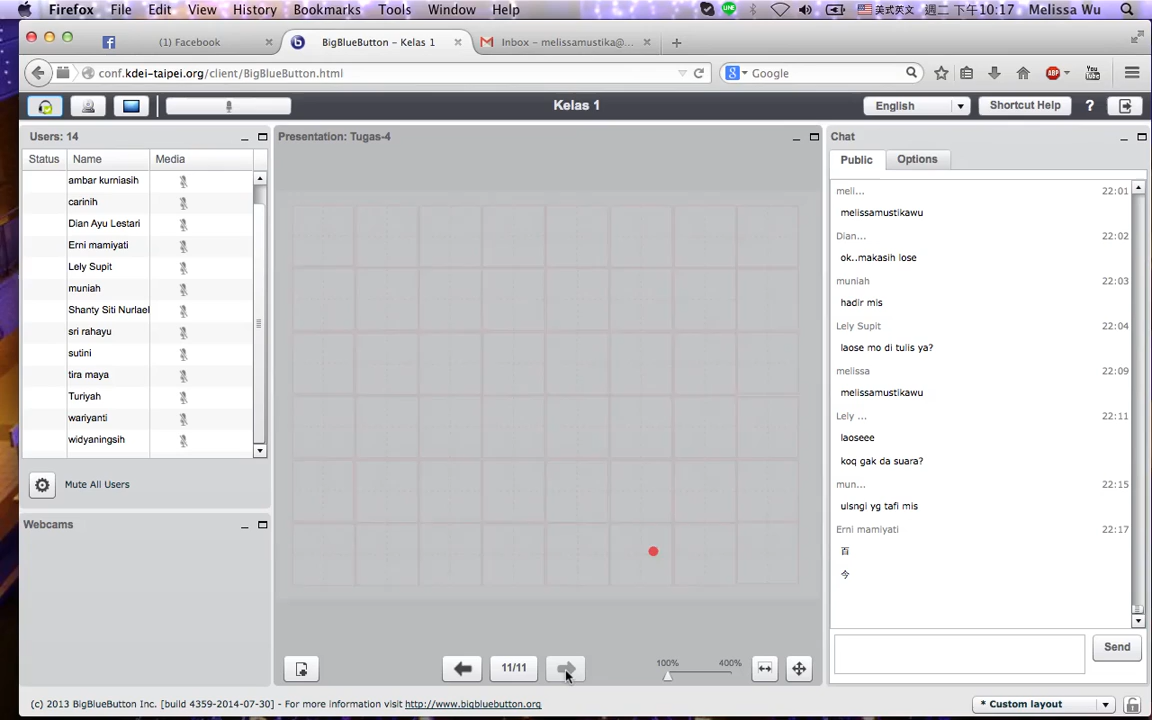 Firefox File Edit View History Bookmarks Tools Window Help 美式英文 週二 下午10:17 Melissa Wu
(1) Facebook BigBlueButton – Kelas 1 Inbox – melissamustika@...
conf.kdei-taipei.org/client/BigBlueButton.html Google ABP You Tube
Kelas 1 English Shortcut Help ?
Users: 14
Status Name Media
ambar kurniasih
carinih
Dian Ayu Lestari
Erni mamiyati
Lely Supit
muniah
Shanty Siti Nurlael
sri rahayu
sutini
tira maya
Turiyah
wariyanti
widyaningsih
Mute All Users
Webcams
Presentation: Tugas-4
11/11 100% 400%
Chat
Public Options
meli... 22:01
melissamustikawu
Dian... 22:02
ok..makasih lose
muniah 22:03
hadir mis
Lely Supit 22:04
laose mo di tulis ya?
melissa 22:09
melissamustikawu
Lely ... 22:11
laoseee
koq gak da suara?
mun... 22:15
ulsngi yg tafi mis
Erni mamiyati 22:17
百
今
Send
(c) 2013 BigBlueButton Inc. [build 4359-2014-07-30] - For more information visit http://www.bigbluebutton.org * Custom layout